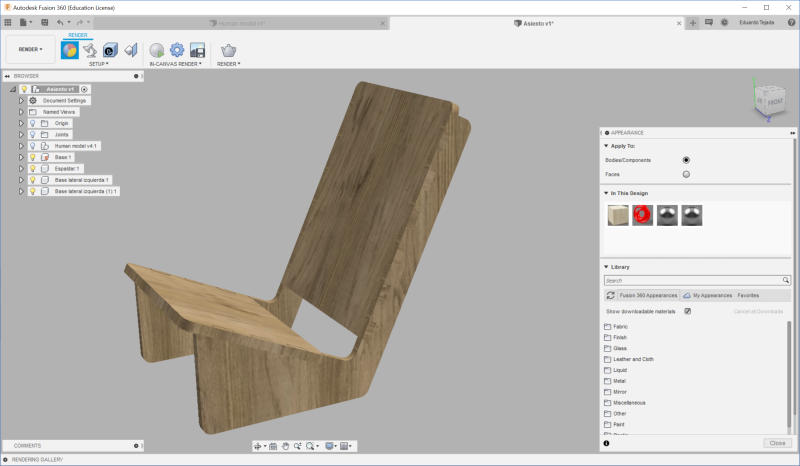 Autodesk Fusion 360 (Education License)
Human model v4*
Asiento v1*
Eduardo Tejada
RENDER
RENDER
SETUP
IN-CANVAS RENDER
RENDER
BROWSER
Asiento v1
Document Settings
Named Views
Origin
Joints
Human model v4:1
Base:1
Espaldar:1
Base lateral izquierda:1
Base lateral izquierda (1):1
FRONT
Z
APPEARANCE
Apply To:
Bodies/Components
Faces
In This Design
Library
Search
Fusion 360 Appearances
My Appearances
Favorites
Show downloadable materials
Cancel all Downloads
Fabric
Finish
Glass
Leather and Cloth
Liquid
Metal
Mirror
Miscellaneous
Other
Paint
Close
COMMENTS
RENDERING GALLERY